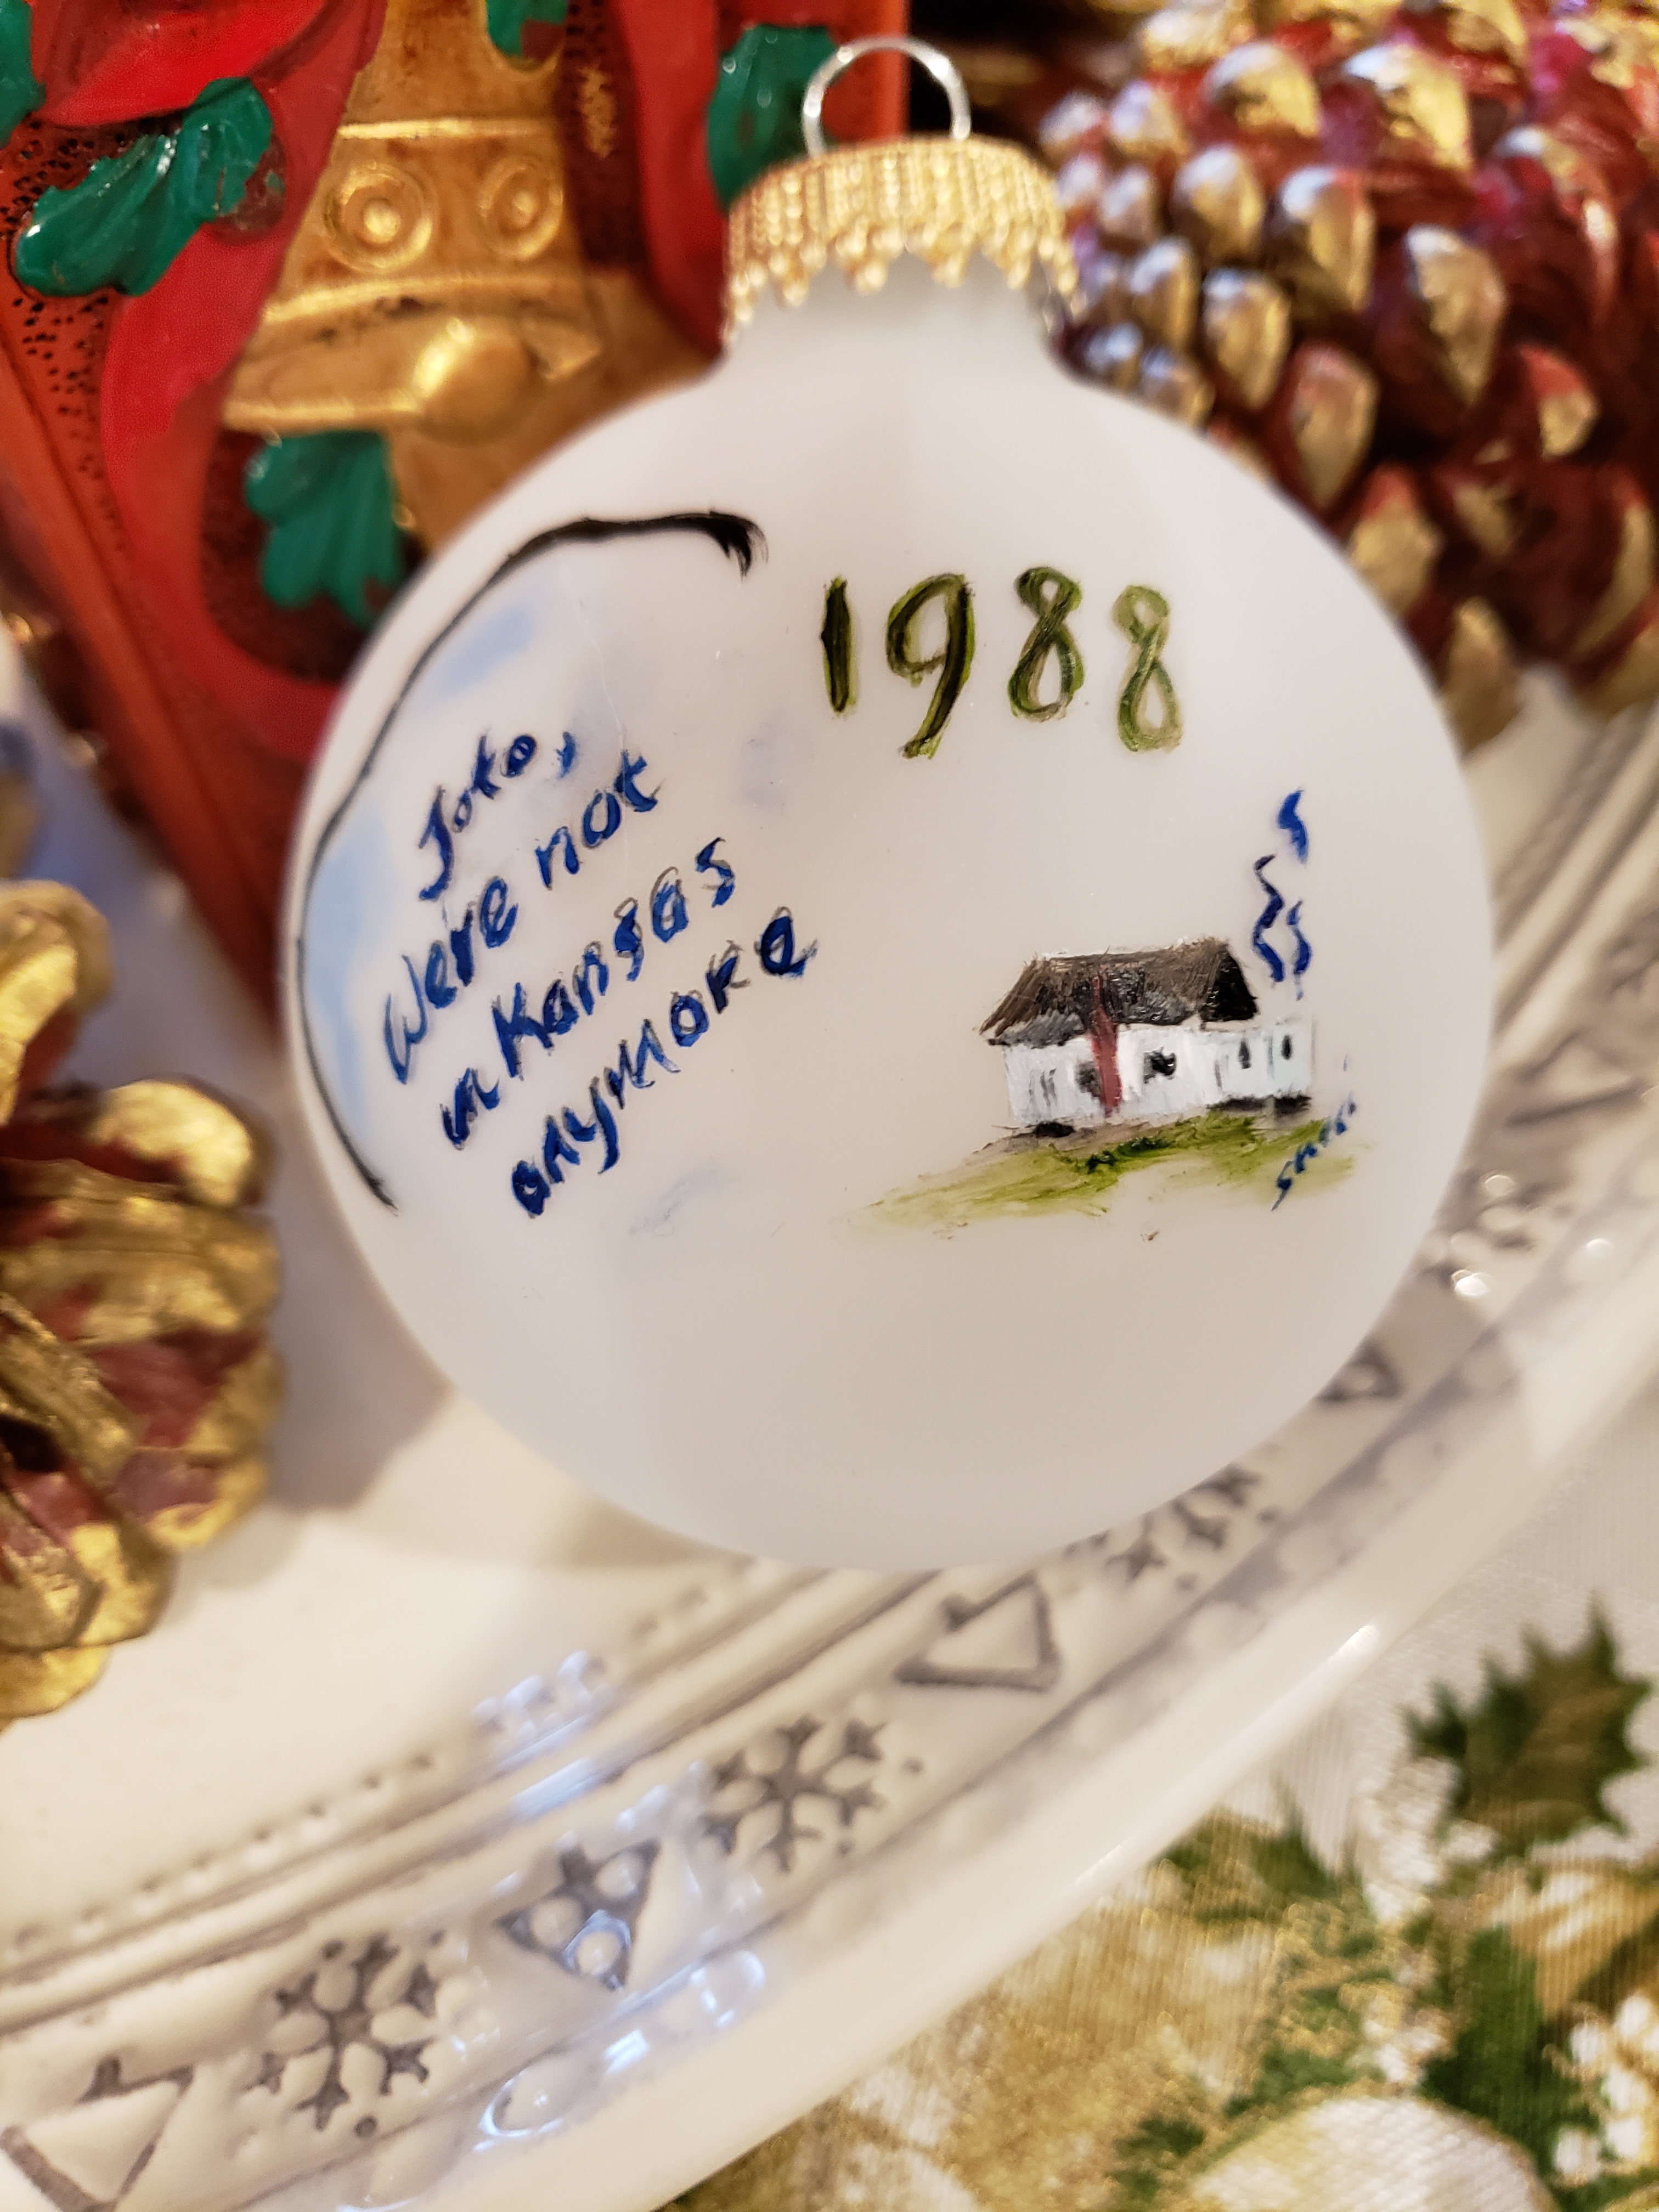 1988
Toto,
Were not
in Kansas
anymore